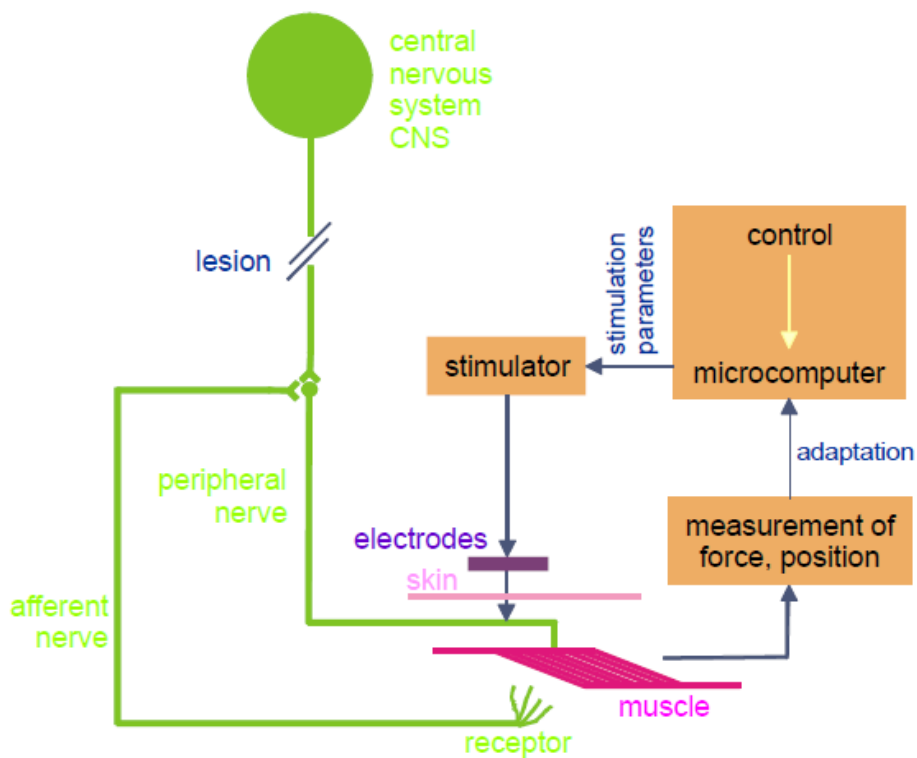 central
nervous
system
CNS
lesion
control
stimulation
parameters
stimulator
microcomputer
adaptation
peripheral
nerve
measurement of
force, position
electrodes
skin
afferent
nerve
muscle
receptor